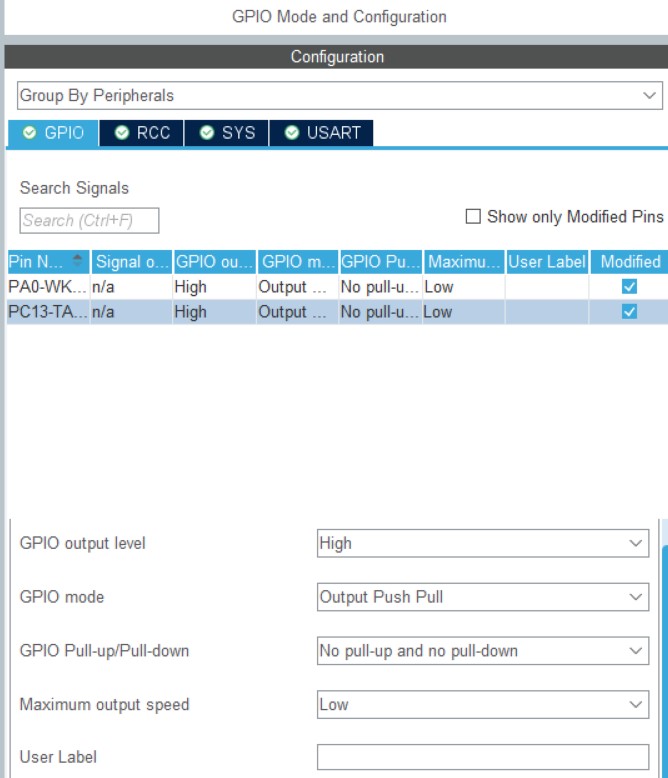 GPIO Mode and Configuration
Configuration
Group By Peripherals
GPIO RCC SYS USART
Search Signals
Search (Ctrl+F) Show only Modified Pins
Pin N... Signal o... GPIO ou... GPIO m... GPIO Pu... Maximu... User Label Modified
PA0-WK... n/a High Output ... No pull-u... Low
PC13-TA... n/a High Output ... No pull-u... Low
GPIO output level High
GPIO mode Output Push Pull
GPIO Pull-up/Pull-down No pull-up and no pull-down
Maximum output speed Low
User Label